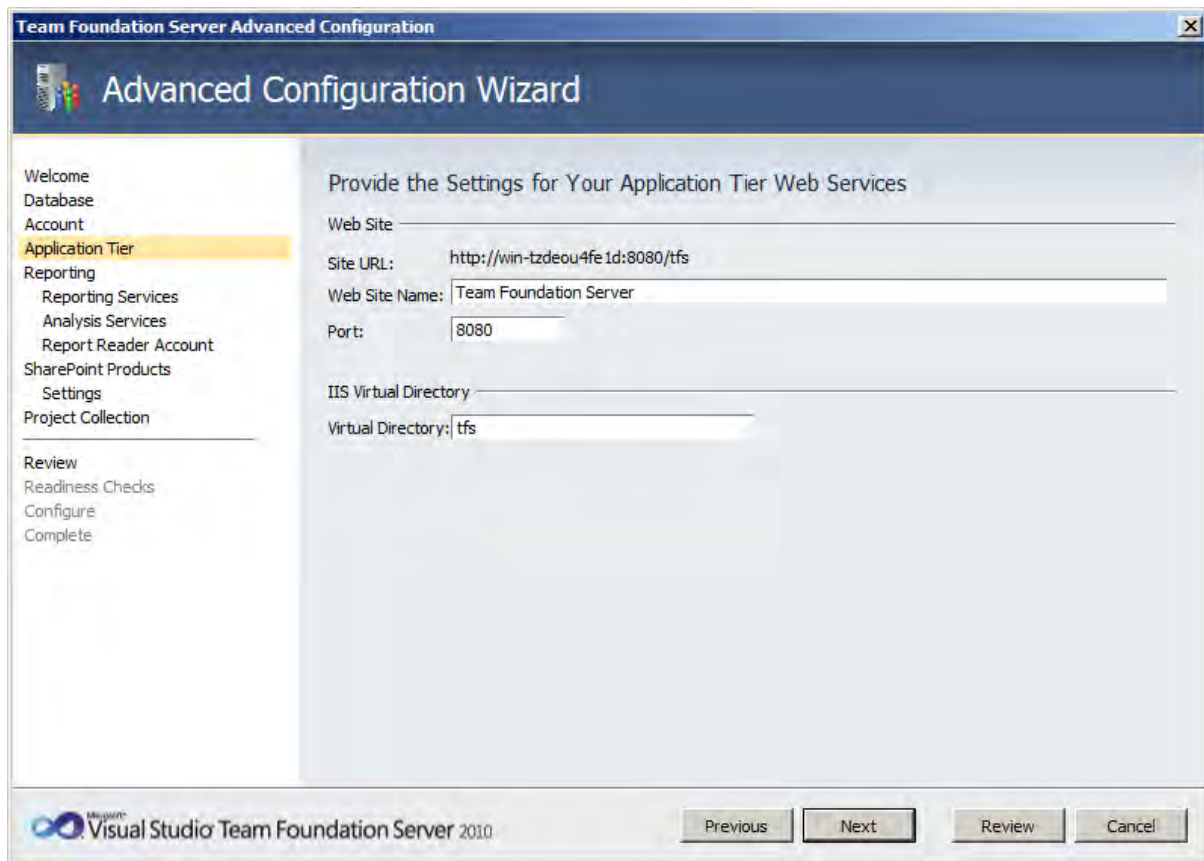 Team Foundation Server Advanced Configuration
Advanced Configuration Wizard
Welcome
Database
Account
Application Tier
Reporting
Reporting Services
Analysis Services
Report Reader Account
SharePoint Products
Settings
Project Collection
Review
Readiness Checks
Configure
Complete
Provide the Settings for Your Application Tier Web Services
Web Site
Site URL: http://win-tzdeou4fe1d:8080/tfs
Web Site Name: Team Foundation Server
Port: 8080
IIS Virtual Directory
Virtual Directory: tfs
Microsoft
Visual Studio Team Foundation Server 2010
Previous Next Review Cancel